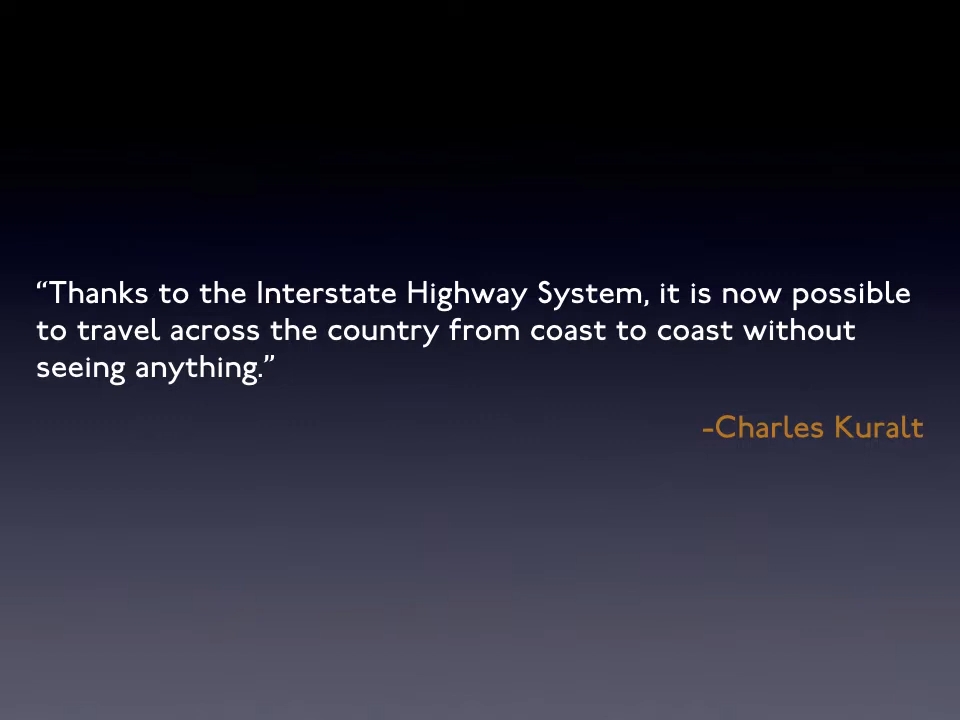 “Thanks to the Interstate Highway System, it is now possible
to travel across the country from coast to coast without
seeing anything.”
-Charles Kuralt